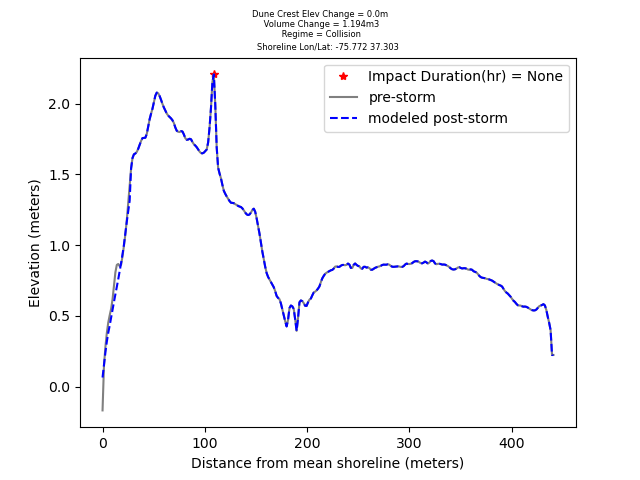 Dune Crest Elev Change = 0.0m
Volume Change = 1.194m3
Regime = Collision
Shoreline Lon/Lat: -75.772 37.303
Impact Duration(hr) = None
pre-storm
modeled post-storm
Elevation (meters)
2.0
1.5
1.0
0.5
0.0
0 100 200 300 400
Distance from mean shoreline (meters)